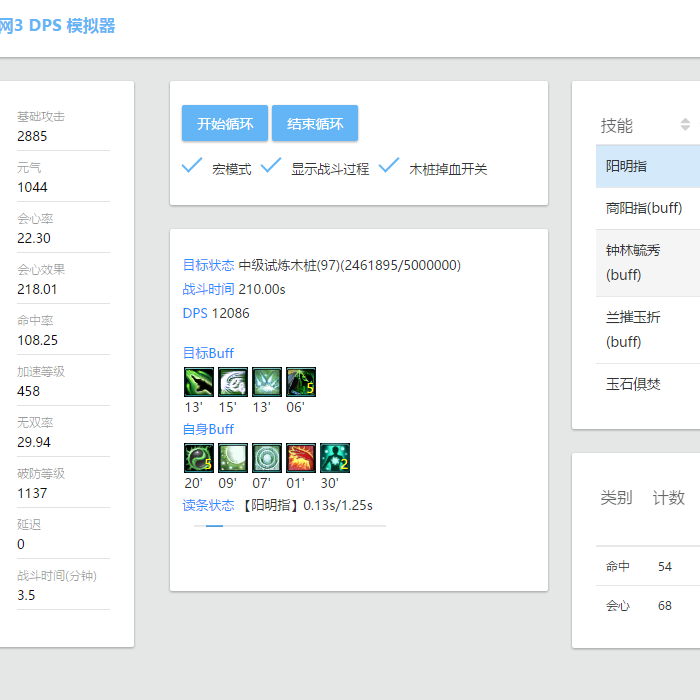 网3 DPS 模拟器
基础攻击
2885
元气
1044
会心率
22.30
会心效果
218.01
命中率
108.25
加速等级
458
无双率
29.94
破防等级
1137
延迟
0
战斗时间(分钟)
3.5
开始循环 结束循环
宏模式 显示战斗过程 木桩掉血开关
目标状态 中级试炼木桩(97)(2461895/5000000)
战斗时间 210.00s
DPS 12086
目标Buff
5
13' 15' 13' 06'
自身Buff
5 2
20' 09' 07' 01' 30'
读条状态 【阳明指】0.13s/1.25s
技能
阳明指
商阳指(buff)
钟林毓秀
(buff)
兰摧玉折
(buff)
玉石俱焚
类别 计数
命中 54
会心 68